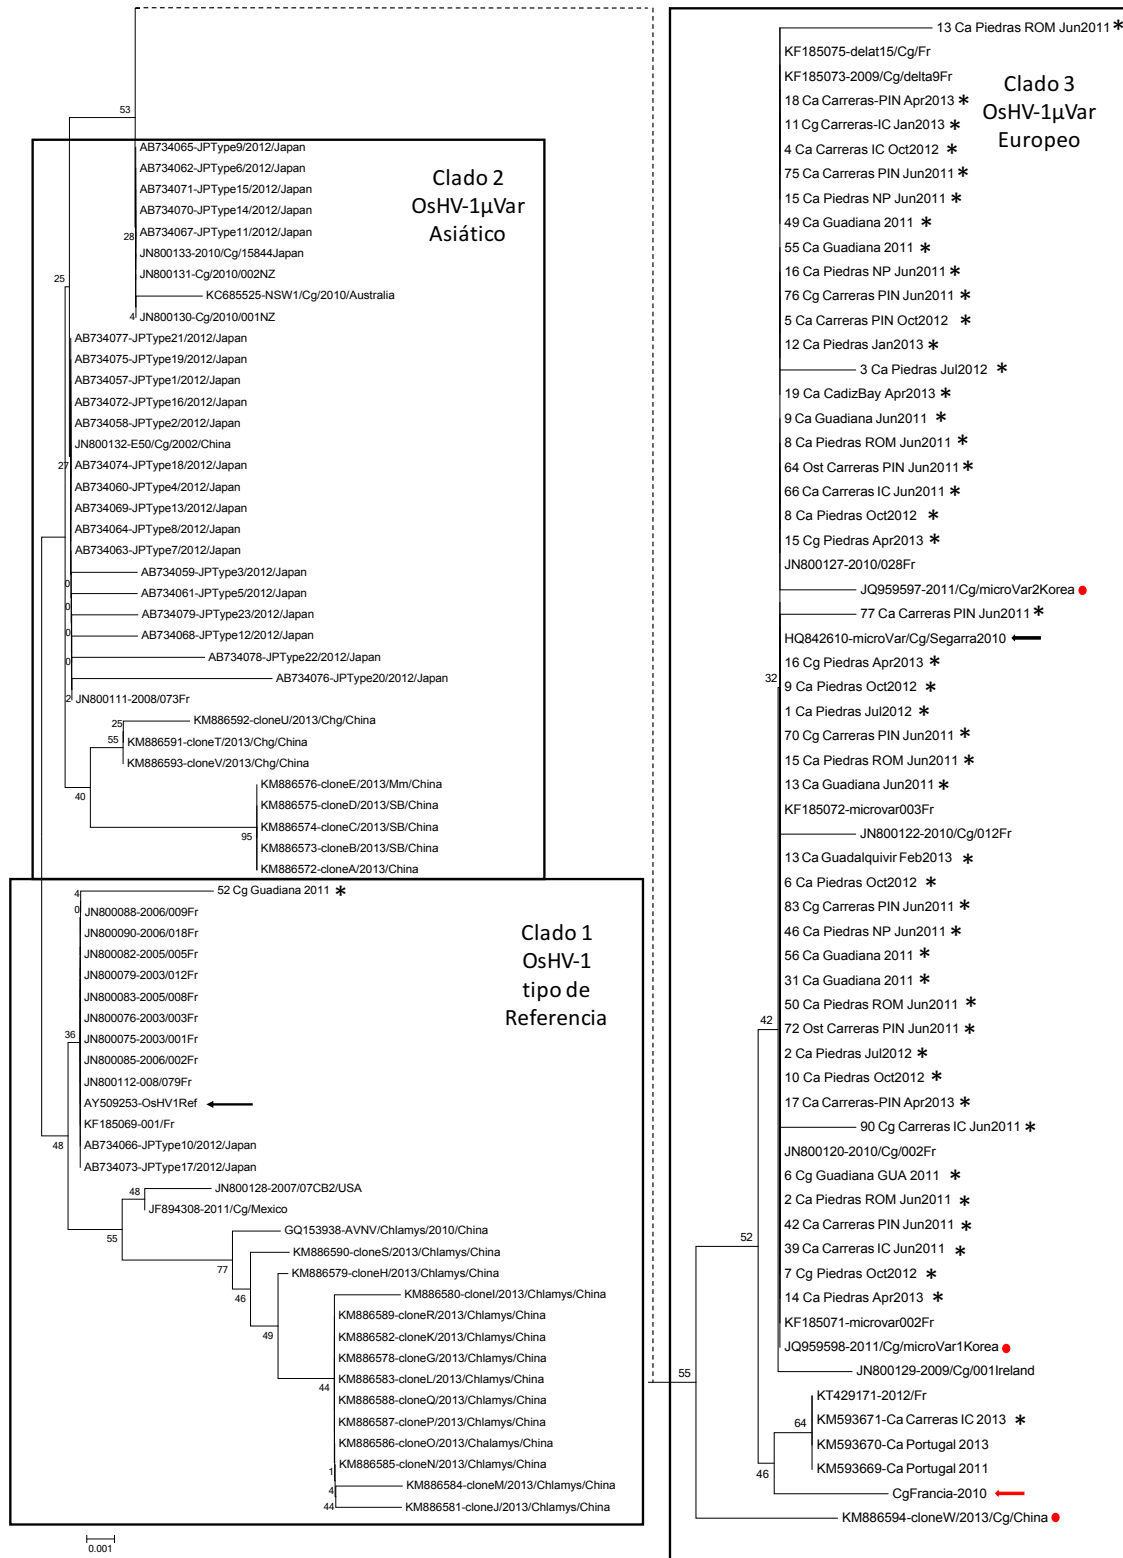 53
AB734065-JPType9/2012/Japan
AB734062-JPType6/2012/Japan
AB734071-JPType15/2012/Japan
AB734070-JPType14/2012/Japan
AB734067-JPType11/2012/Japan
28
JN800133-2010/Cg/15844Japan
JN800131-Cg/2010/002NZ
KC685525-NSW1/Cg/2010/Australia
4
JN800130-Cg/2010/001NZ
Clado 2
OsHV-1µVar
Asiático
25
AB734077-JPType21/2012/Japan
AB734075-JPType19/2012/Japan
AB734057-JPType1/2012/Japan
AB734072-JPType16/2012/Japan
AB734058-JPType2/2012/Japan
JN800132-E50/Cg/2002/China
27
AB734074-JPType18/2012/Japan
AB734060-JPType4/2012/Japan
AB734069-JPType13/2012/Japan
AB734064-JPType8/2012/Japan
AB734063-JPType7/2012/Japan
AB734059-JPType3/2012/Japan
0
AB734061-JPType5/2012/Japan
0
AB734079-JPType23/2012/Japan
0
AB734068-JPType12/2012/Japan
0
AB734078-JPType22/2012/Japan
AB734076-JPType20/2012/Japan
2
JN800111-2008/073Fr
25
KM886592-cloneU/2013/Chg/China
55
KM886591-cloneT/2013/Chg/China
KM886593-cloneV/2013/Chg/China
40
KM886576-cloneE/2013/Mm/China
KM886575-cloneD/2013/SB/China
KM886574-cloneC/2013/SB/China
95
KM886573-cloneB/2013/SB/China
KM886572-cloneA/2013/China
4
52 Cg Guadiana 2011 *
0
JN800088-2006/009Fr
JN800090-2006/018Fr
JN800082-2005/005Fr
JN800079-2003/012Fr
JN800083-2005/008Fr
JN800076-2003/003Fr
36
JN800075-2003/001Fr
JN800085-2006/002Fr
JN800112-008/079Fr
AY509253-OsHV1Ref
KF185069-001/Fr
48
AB734066-JPType10/2012/Japan
AB734073-JPType17/2012/Japan
Clado 1
OsHV-1
tipo de
Referencia
48
JN800128-2007/07CB2/USA
JF894308-2011/Cg/Mexico
55
GQ153938-AVNV/Chlamys/2010/China
77
KM886590-cloneS/2013/Chlamys/China
46
KM886579-cloneH/2013/Chlamys/China
49
KM886580-cloneI/2013/Chlamys/China
KM886589-cloneR/2013/Chlamys/China
KM886582-cloneK/2013/Chlamys/China
KM886578-cloneG/2013/Chlamys/China
44
KM886583-cloneL/2013/Chlamys/China
KM886588-cloneQ/2013/Chlamys/China
KM886587-cloneP/2013/Chlamys/China
KM886586-cloneO/2013/Chalamys/China
KM886585-cloneN/2013/Chlamys/China
1
KM886584-cloneM/2013/Chlamys/China
4
44
KM886581-cloneJ/2013/Chlamys/China
0.001
13 Ca Piedras ROM Jun2011 *
KF185075-delat15/Cg/Fr
KF185073-2009/Cg/delta9Fr
18 Ca Carreras-PIN Apr2013 *
11 Cg Carreras-IC Jan2013 *
4 Ca Carreras IC Oct2012 *
75 Ca Carreras PIN Jun2011 *
15 Ca Piedras NP Jun2011 *
49 Ca Guadiana 2011 *
55 Ca Guadiana 2011 *
16 Ca Piedras NP Jun2011 *
76 Cg Carreras PIN Jun2011 *
5 Ca Carreras PIN Oct2012 *
12 Ca Piedras Jan2013 *
3 Ca Piedras Jul2012 *
19 Ca CadizBay Apr2013 *
9 Ca Guadiana Jun2011 *
8 Ca Piedras ROM Jun2011 *
64 Ost Carreras PIN Jun2011 *
66 Ca Carreras IC Jun2011 *
8 Ca Piedras Oct2012 *
15 Cg Piedras Apr2013 *
JN800127-2010/028Fr
JQ959597-2011/Cg/microVar2Korea
77 Ca Carreras PIN Jun2011 *
HQ842610-microVar/Cg/Segarra2010
16 Cg Piedras Apr2013 *
32
9 Ca Piedras Oct2012 *
1 Ca Piedras Jul2012 *
70 Cg Carreras PIN Jun2011 *
15 Ca Piedras ROM Jun2011 *
13 Ca Guadiana Jun2011 *
KF185072-microvar003Fr
JN800122-2010/Cg/012Fr
13 Ca Guadalquivir Feb2013 *
6 Ca Piedras Oct2012 *
83 Cg Carreras PIN Jun2011 *
46 Ca Piedras NP Jun2011 *
56 Ca Guadiana 2011 *
31 Ca Guadiana 2011 *
50 Ca Piedras ROM Jun2011 *
42
72 Ost Carreras PIN Jun2011 *
2 Ca Piedras Jul2012 *
10 Ca Piedras Oct2012 *
17 Ca Carreras-PIN Apr2013 *
90 Cg Carreras IC Jun2011 *
JN800120-2010/Cg/002Fr
6 Cg Guadiana GUA 2011 *
2 Ca Piedras ROM Jun2011 *
42 Ca Carreras PIN Jun2011 *
52
39 Ca Carreras IC Jun2011 *
7 Cg Piedras Oct2012 *
14 Ca Piedras Apr2013 *
KF185071-microvar002Fr
JQ959598-2011/Cg/microVar1Korea
JN800129-2009/Cg/001Ireland
55
KT429171-2012/Fr
64
KM593671-Ca Carreras IC 2013 *
KM593670-Ca Portugal 2013
KM593669-Ca Portugal 2011
46
CgFrancia-2010
KM886594-cloneW/2013/Cg/China
Clado 3
OsHV-1µVar
Europeo